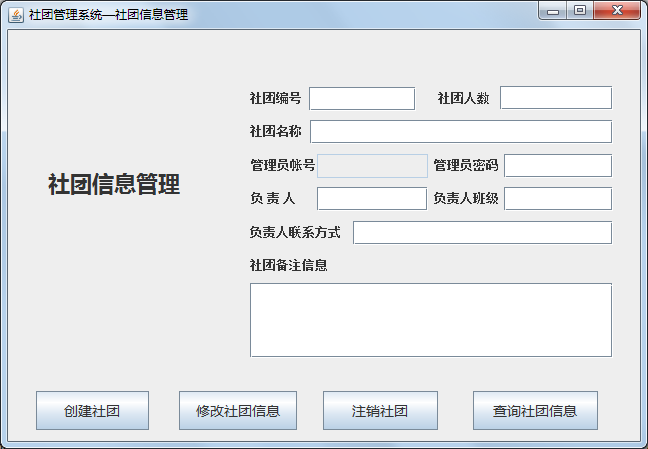 社团管理系统—社团信息管理
社团编号 社团人数
社团名称
管理员帐号 管理员密码
社团信息管理
负 责 人 负责人班级
负责人联系方式
社团备注信息
创建社团 修改社团信息 注销社团 查询社团信息